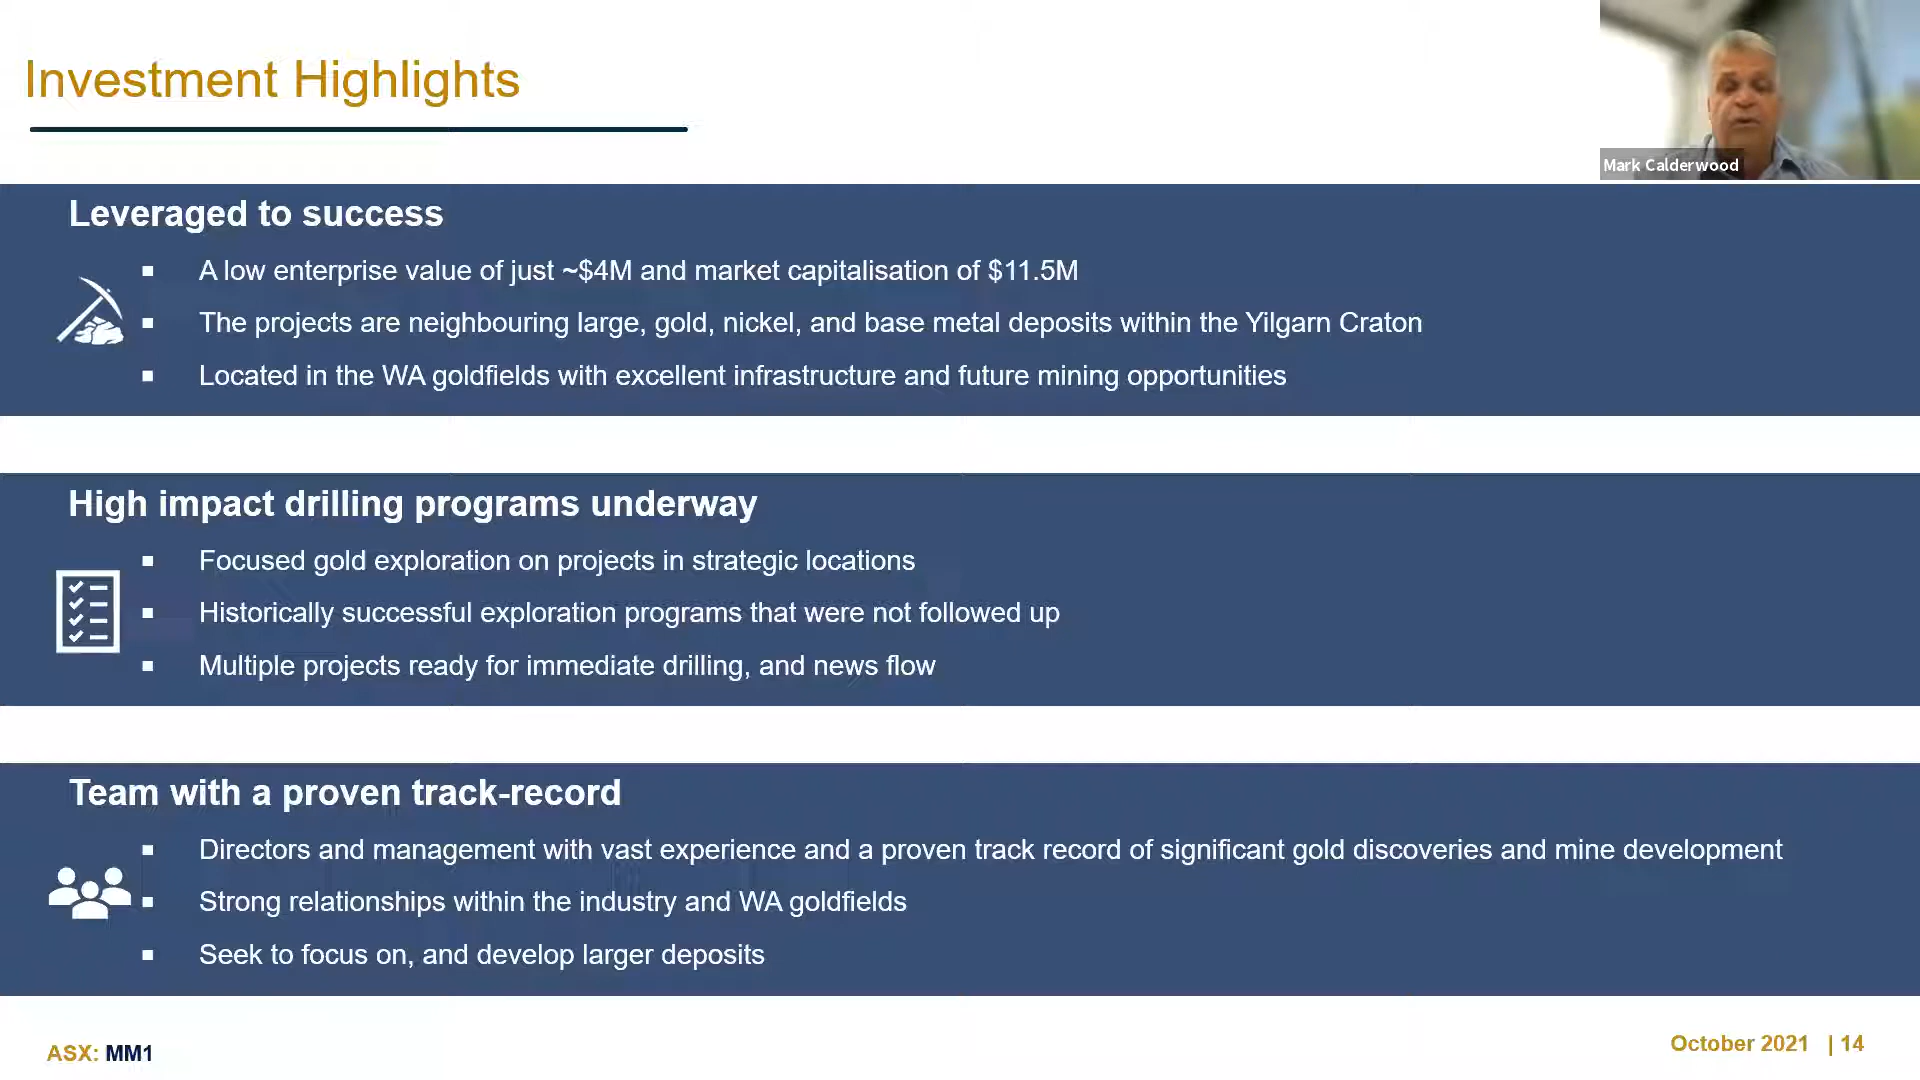 Investment Highlights
Mark Calderwood
Leveraged to success
▪ A low enterprise value of just ~$4M and market capitalisation of $11.5M
▪ The projects are neighbouring large, gold, nickel, and base metal deposits within the Yilgarn Craton
▪ Located in the WA goldfields with excellent infrastructure and future mining opportunities
High impact drilling programs underway
▪ Focused gold exploration on projects in strategic locations
▪ Historically successful exploration programs that were not followed up
▪ Multiple projects ready for immediate drilling, and news flow
Team with a proven track-record
▪ Directors and management with vast experience and a proven track record of significant gold discoveries and mine development
▪ Strong relationships within the industry and WA goldfields
▪ Seek to focus on, and develop larger deposits
ASX: MM1
October 2021 | 14